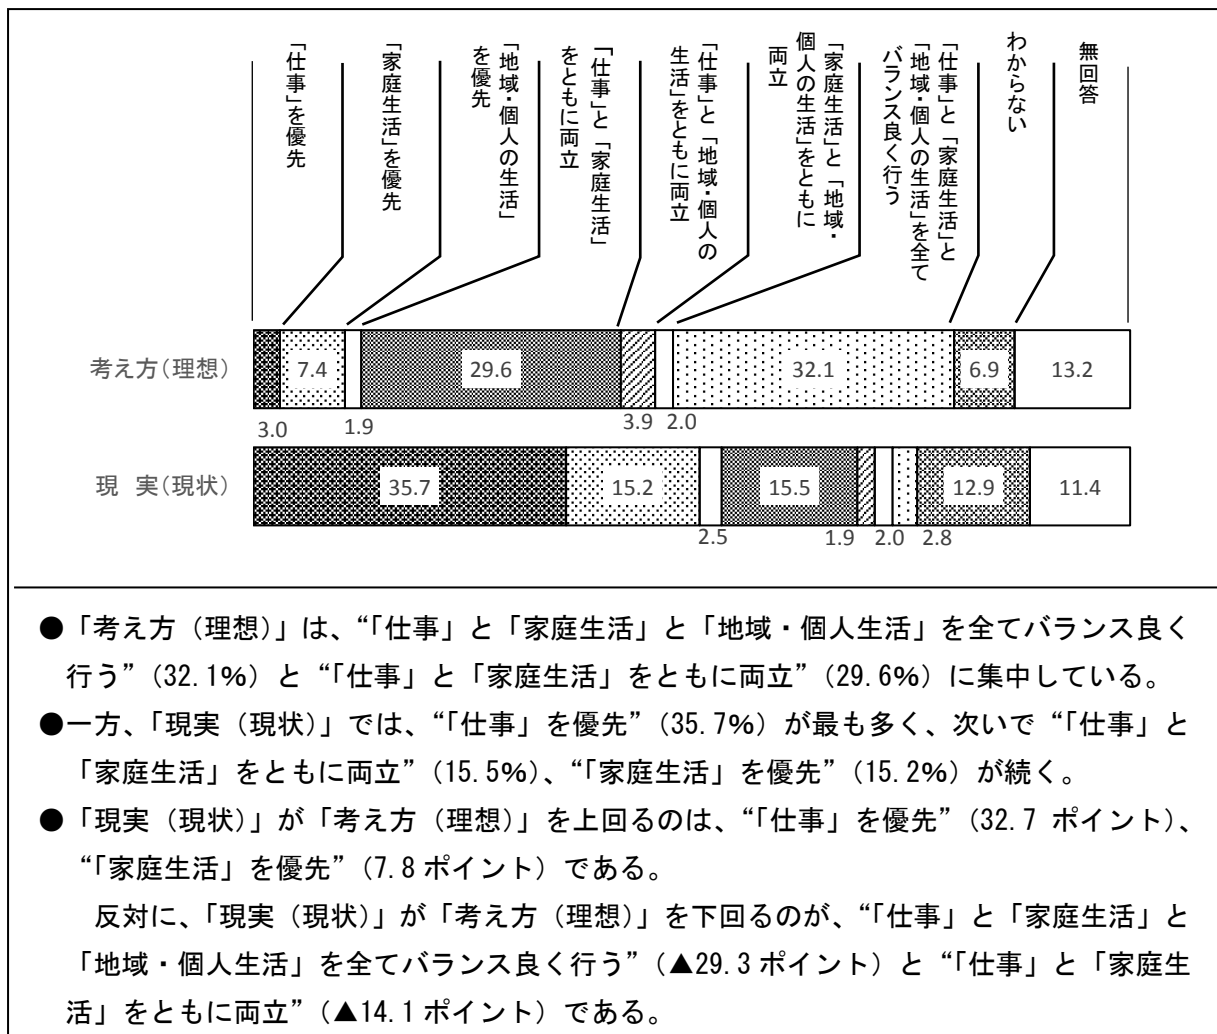 「仕事」を優先
「家庭生活」を優先
「地域・個人の生活」
を優先
「仕事」と「家庭生活」
をともに両立
「仕事」と「地域・個人の
生活」をともに両立
「家庭生活」と「地域・
個人の生活」をともに
両立
「仕事」と「家庭生活」と
「地域・個人の生活」を全て
バランス良く行う
わからない
無回答
考え方(理想)
7.4
29.6
32.1
6.9
13.2
3.0
1.9
3.9
2.0
現 実(現状)
35.7
15.2
15.5
12.9
11.4
2.5
1.9
2.0
2.8
●「考え方（理想）」は、“「仕事」と「家庭生活」と「地域・個人生活」を全てバランス良く
行う”（32.1%）と“「仕事」と「家庭生活」をともに両立”（29.6%）に集中している。
●一方、「現実（現状）」では、“「仕事」を優先”（35.7%）が最も多く、次いで“「仕事」と
「家庭生活」をともに両立”（15.5%）、“「家庭生活」を優先”（15.2%）が続く。
●「現実（現状）」が「考え方（理想）」を上回るのは、“「仕事」を優先”（32.7 ポイント）、
“「家庭生活」を優先”（7.8 ポイント）である。
反対に、「現実（現状）」が「考え方（理想）」を下回るのが、“「仕事」と「家庭生活」と
「地域・個人生活」を全てバランス良く行う”（▲29.3 ポイント）と“「仕事」と「家庭生
活」をともに両立”（▲14.1 ポイント）である。